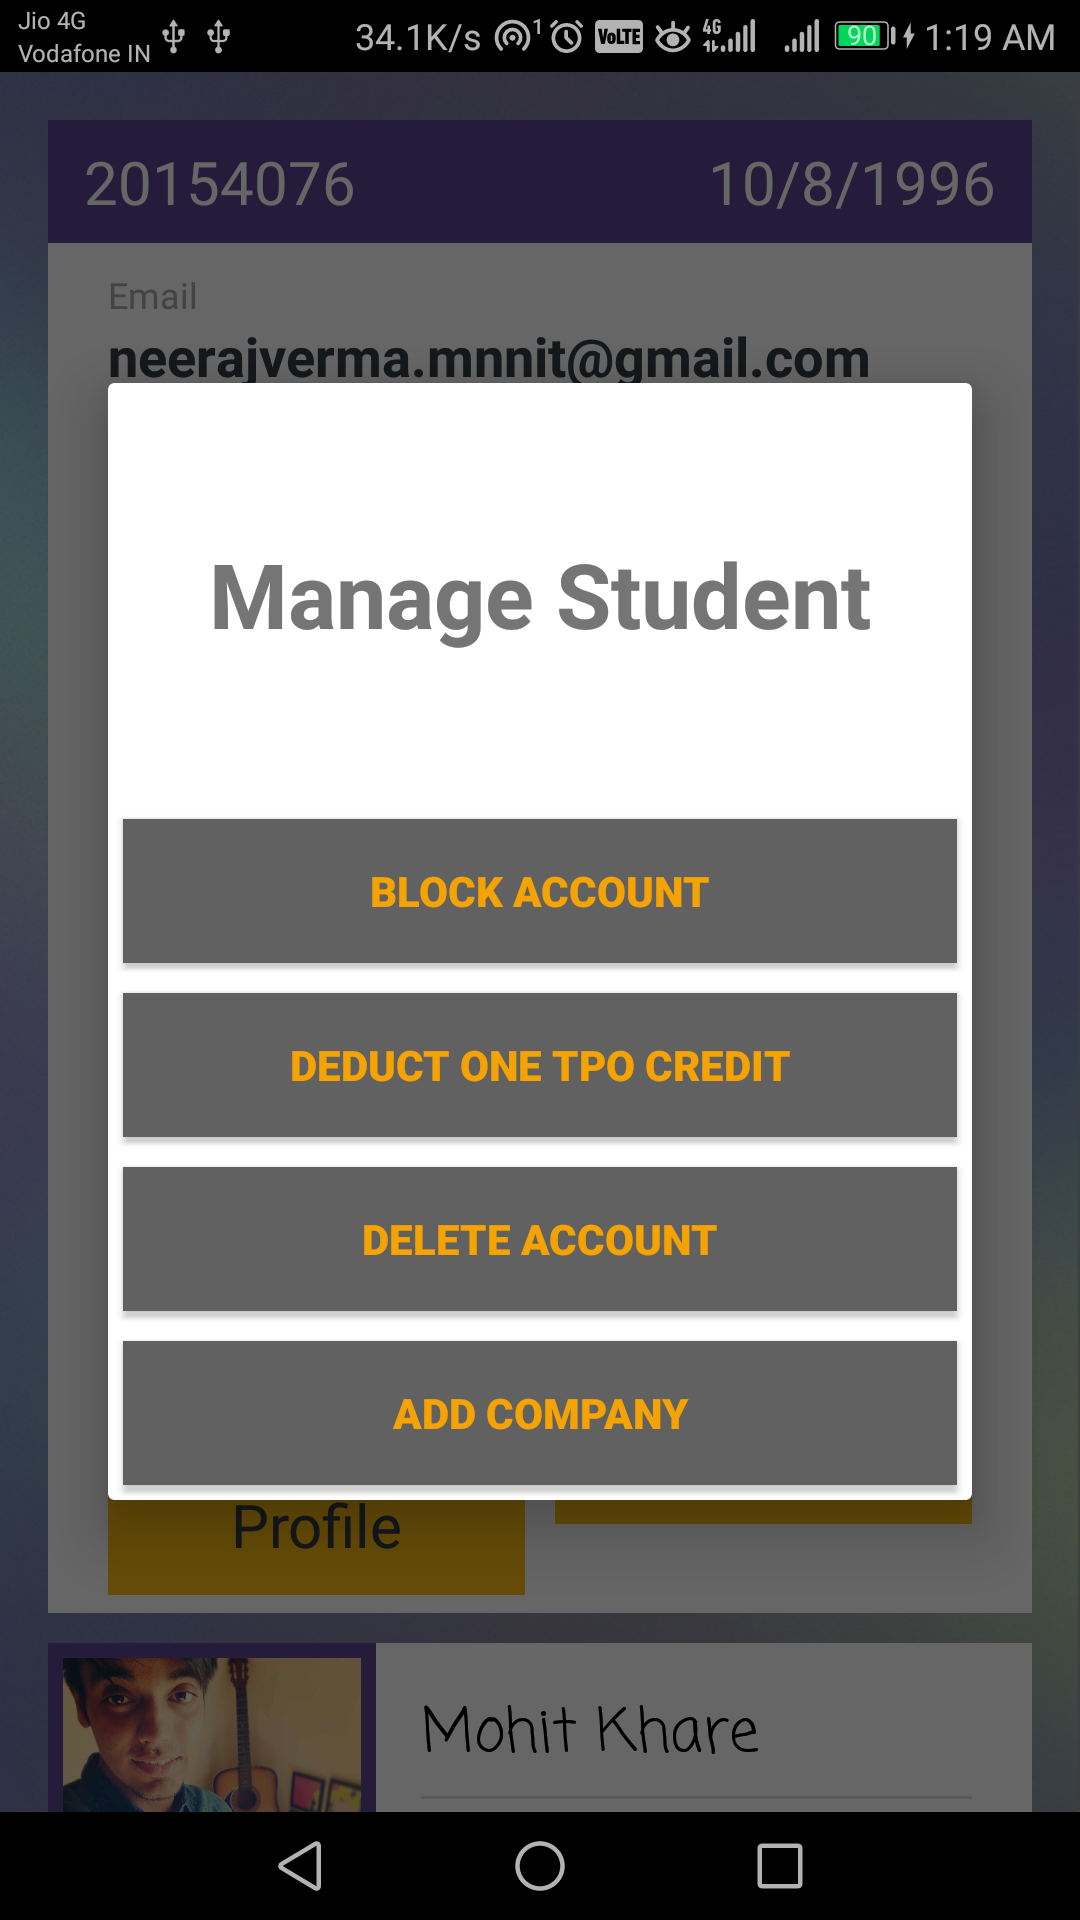 Jio 4G
Vodafone IN
34.1K/s 1 VoLTE 4G 90 1:19 AM
20154076 10/8/1996
Email
neerajverma.mnnit@gmail.com
Manage Student
BLOCK ACCOUNT
DEDUCT ONE TPO CREDIT
DELETE ACCOUNT
ADD COMPANY
Profile
Mohit Khare